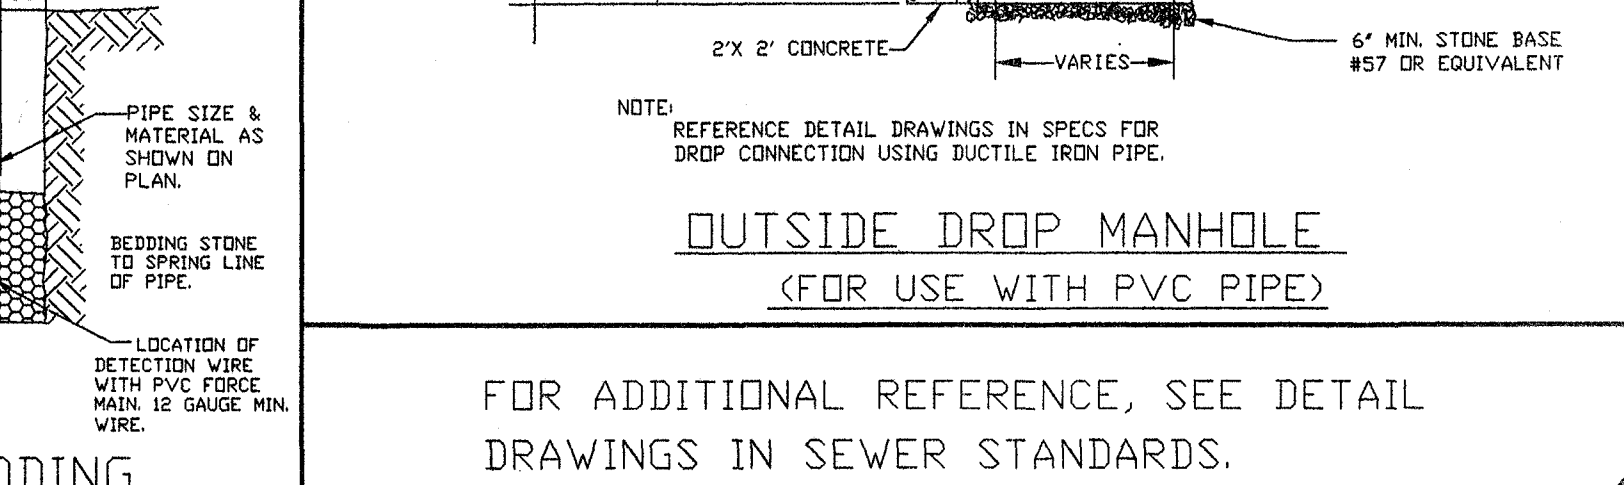 PIPE SIZE &
MATERIAL AS
SHOWN ON
PLAN.
BEDDING STONE
TO SPRING LINE
OF PIPE.
LOCATION OF
DETECTION WIRE
WITH PVC FORCE
MAIN. 12 GAUGE MIN.
WIRE.
2'X 2' CONCRETE
VARIES
6" MIN. STONE BASE
#57 OR EQUIVALENT
NOTE:
REFERENCE DETAIL DRAWINGS IN SPECS FOR
DROP CONNECTION USING DUCTILE IRON PIPE.
OUTSIDE DROP MANHOLE
(FOR USE WITH PVC PIPE)
FOR ADDITIONAL REFERENCE, SEE DETAIL
DRAWINGS IN SEWER STANDARDS.